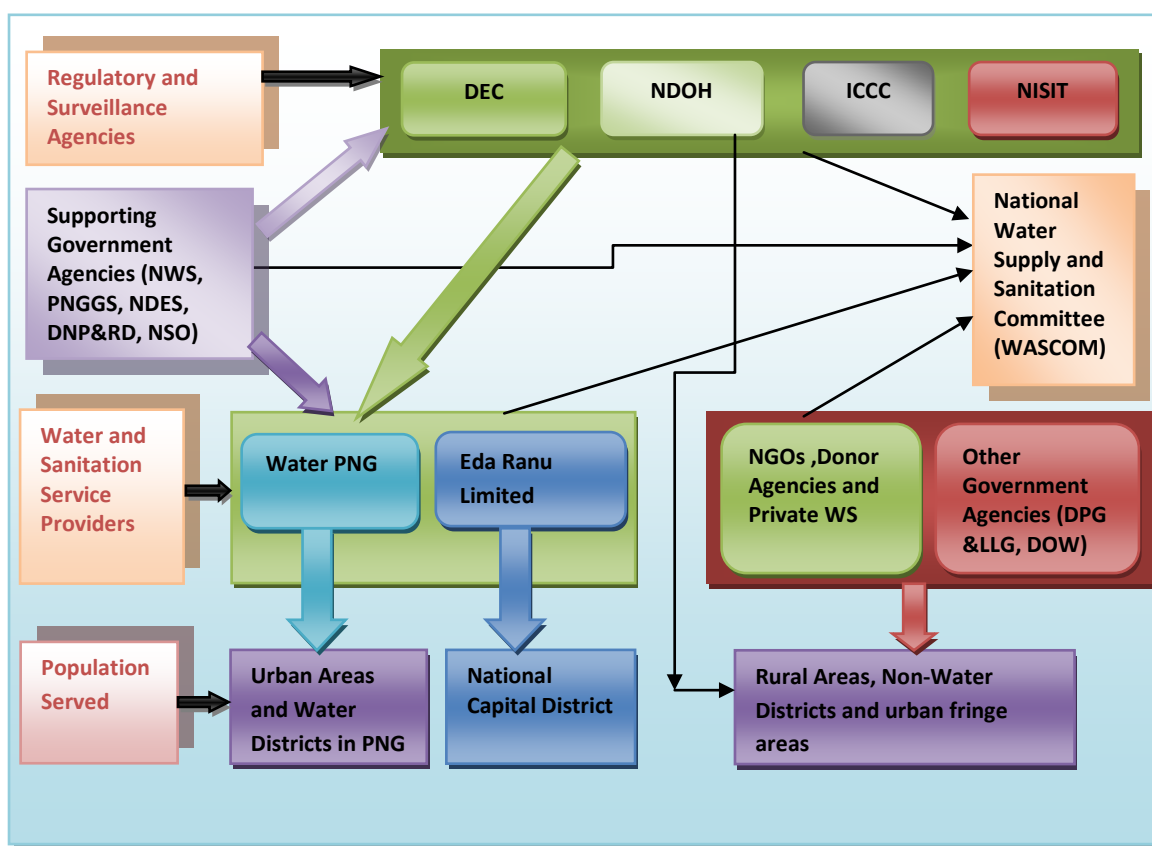 Regulatory and
Surveillance
Agencies
DEC
NDOH
ICCC
NISIT
Supporting
Government
Agencies (NWS,
PNGGS, NDES,
DNP&RD, NSO)
National
Water
Supply and
Sanitation
Committee
(WASCOM)
Water and
Sanitation
Service
Providers
Water PNG
Eda Ranu
Limited
NGOs ,Donor
Agencies and
Private WS
Other
Government
Agencies (DPG
&LLG, DOW)
Population
Served
Urban Areas
and Water
Districts in PNG
National
Capital District
Rural Areas, Non-Water
Districts and urban fringe
areas